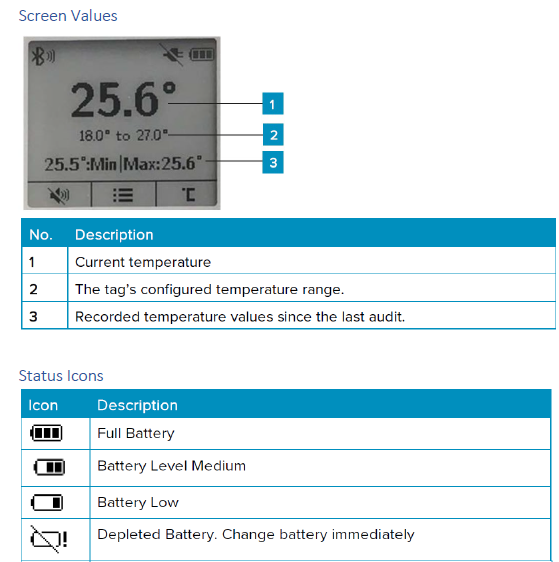 Screen Values
25.6°
18.0° to 27.0°
25.5°:Min|Max:25.6°
°C
1
2
3
No. Description
1 Current temperature
2 The tag's configured temperature range.
3 Recorded temperature values since the last audit.
Status Icons
Icon Description
Full Battery
Battery Level Medium
Battery Low
! Depleted Battery. Change battery immediately